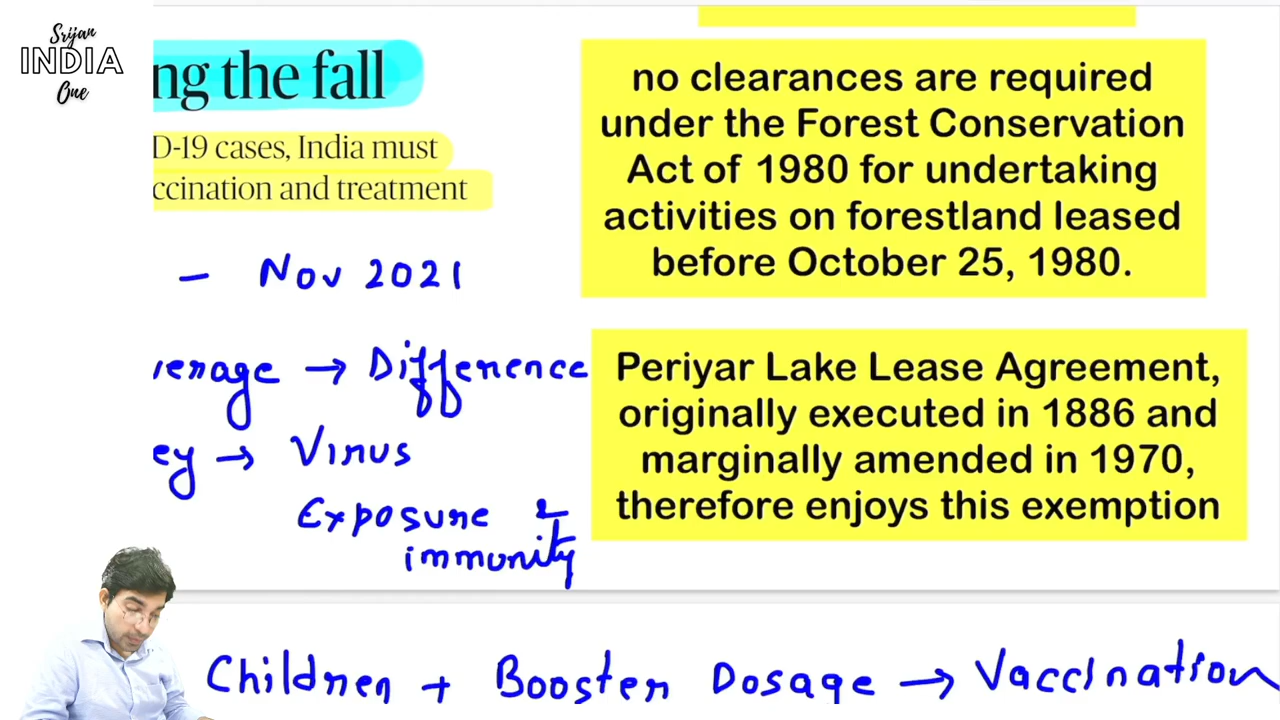 Srijan
INDIA
One
ng the fall
D-19 cases, India must
ccination and treatment
– Nov 2021
verage → Difference
ey → Virus
Exposure &
immunity
no clearances are required
under the Forest Conservation
Act of 1980 for undertaking
activities on forestland leased
before October 25, 1980.
Periyar Lake Lease Agreement,
originally executed in 1886 and
marginally amended in 1970,
therefore enjoys this exemption
Children + Booster Dosage → Vaccination